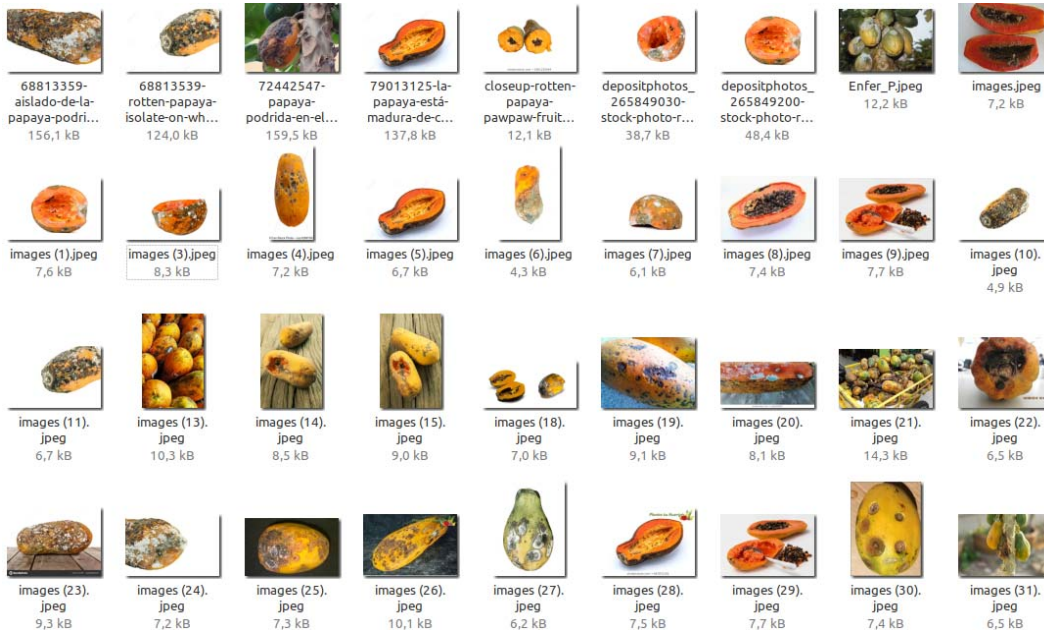 68813359-
aislado-de-la-
papaya-podri...
156,1 kB
68813539-
rotten-papaya-
isolate-on-wh...
124,0 kB
72442547-
papaya-
podrida-en-el...
159,5 kB
79013125-la-
papaya-está-
madura-de-c...
137,8 kB
closeup-rotten-
papaya-
pawpaw-fruit...
12,1 kB
depositphotos_
265849030-
stock-photo-r...
38,7 kB
depositphotos_
265849200-
stock-photo-r...
48,4 kB
Enfer_P.jpeg
12,2 kB
images.jpeg
7,2 kB
images (1).jpeg
7,6 kB
images (3).jpeg
8,3 kB
images (4).jpeg
7,2 kB
images (5).jpeg
6,7 kB
images (6).jpeg
4,3 kB
images (7).jpeg
6,1 kB
images (8).jpeg
7,4 kB
images (9).jpeg
7,7 kB
images (10).
jpeg
4,9 kB
images (11).
jpeg
6,7 kB
images (13).
jpeg
10,3 kB
images (14).
jpeg
8,5 kB
images (15).
jpeg
9,0 kB
images (18).
jpeg
7,0 kB
images (19).
jpeg
9,1 kB
images (20).
jpeg
8,1 kB
images (21).
jpeg
14,3 kB
images (22).
jpeg
6,5 kB
images (23).
jpeg
9,3 kB
images (24).
jpeg
7,2 kB
images (25).
jpeg
7,3 kB
images (26).
jpeg
10,1 kB
images (27).
jpeg
6,2 kB
images (28).
jpeg
7,5 kB
images (29).
jpeg
7,7 kB
images (30).
jpeg
7,4 kB
images (31).
jpeg
6,5 kB